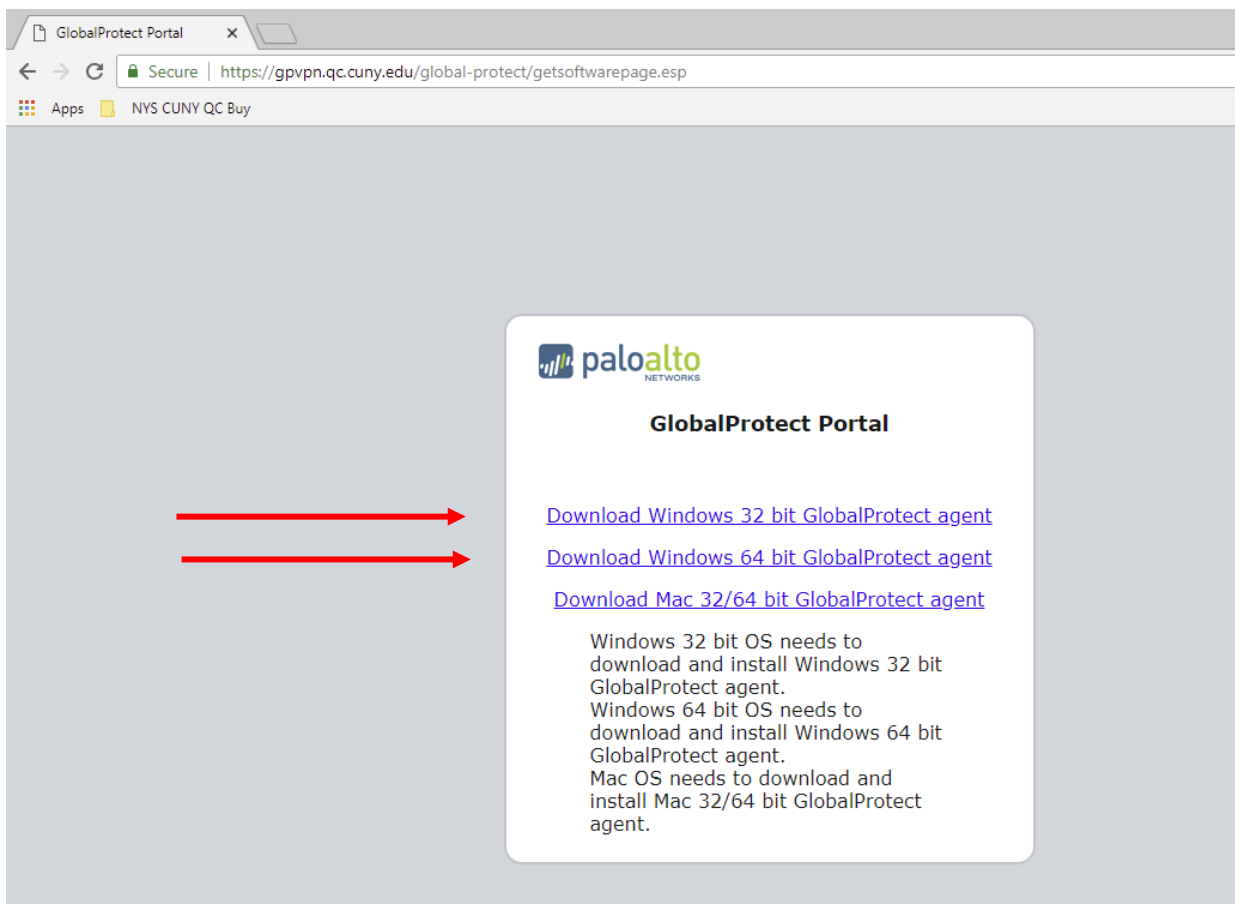 GlobalProtect Portal
Secure | https://gpvpn.qc.cuny.edu/global-protect/getsoftwarepage.esp
Apps NYS CUNY QC Buy
paloalto
NETWORKS
GlobalProtect Portal
Download Windows 32 bit GlobalProtect agent
Download Windows 64 bit GlobalProtect agent
Download Mac 32/64 bit GlobalProtect agent
Windows 32 bit OS needs to
download and install Windows 32 bit
GlobalProtect agent.
Windows 64 bit OS needs to
download and install Windows 64 bit
GlobalProtect agent.
Mac OS needs to download and
install Mac 32/64 bit GlobalProtect
agent.